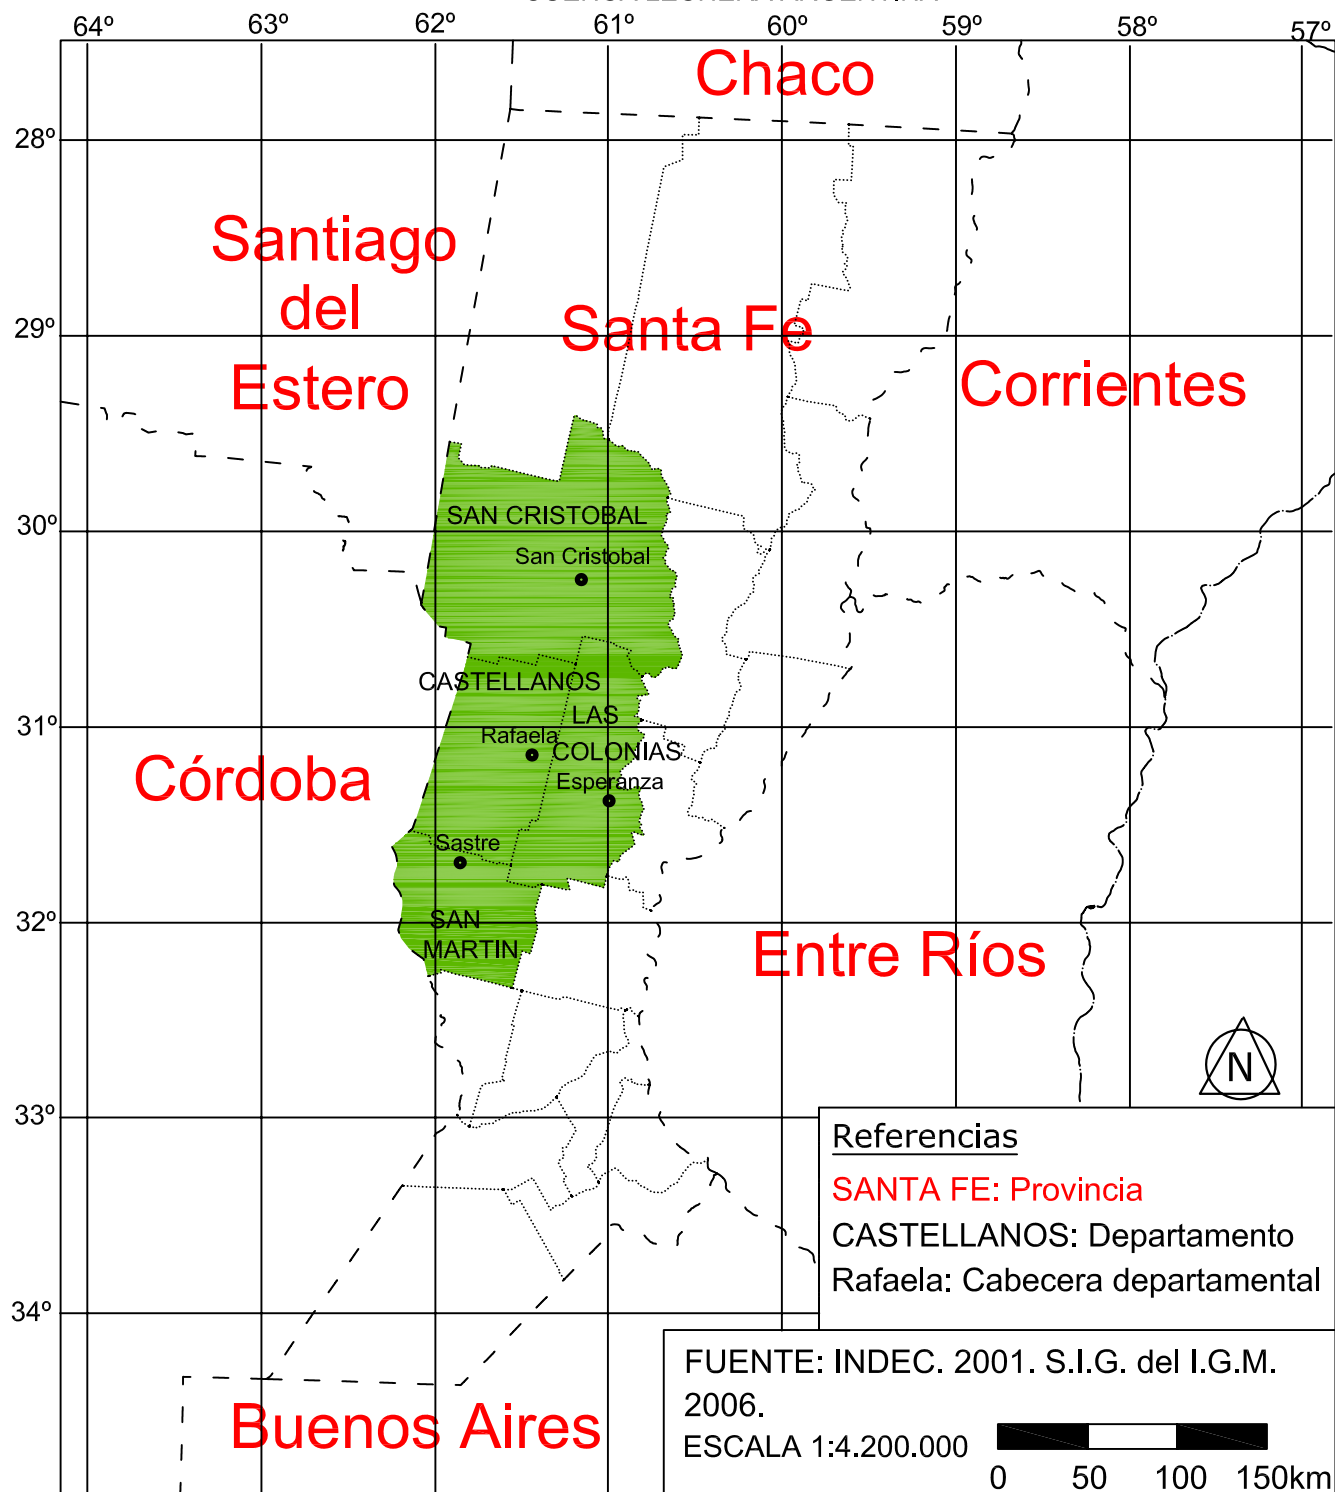 64º 63º 62º 61º 60º 59º 58º 57º
Chaco
28º
Santiago
del
Estero
29º
Santa Fe
Corrientes
30º
SAN CRISTOBAL
San Cristobal
CASTELLANOS
LAS
COLONIAS
31º
Rafaela
Esperanza
Córdoba
Sastre
32º
SAN
MARTIN
Entre Ríos
N
33º
Referencias
SANTA FE: Provincia
CASTELLANOS: Departamento
Rafaela: Cabecera departamental
34º
FUENTE: INDEC. 2001. S.I.G. del I.G.M.
2006.
ESCALA 1:4.200.000
0 50 100 150km
Buenos Aires